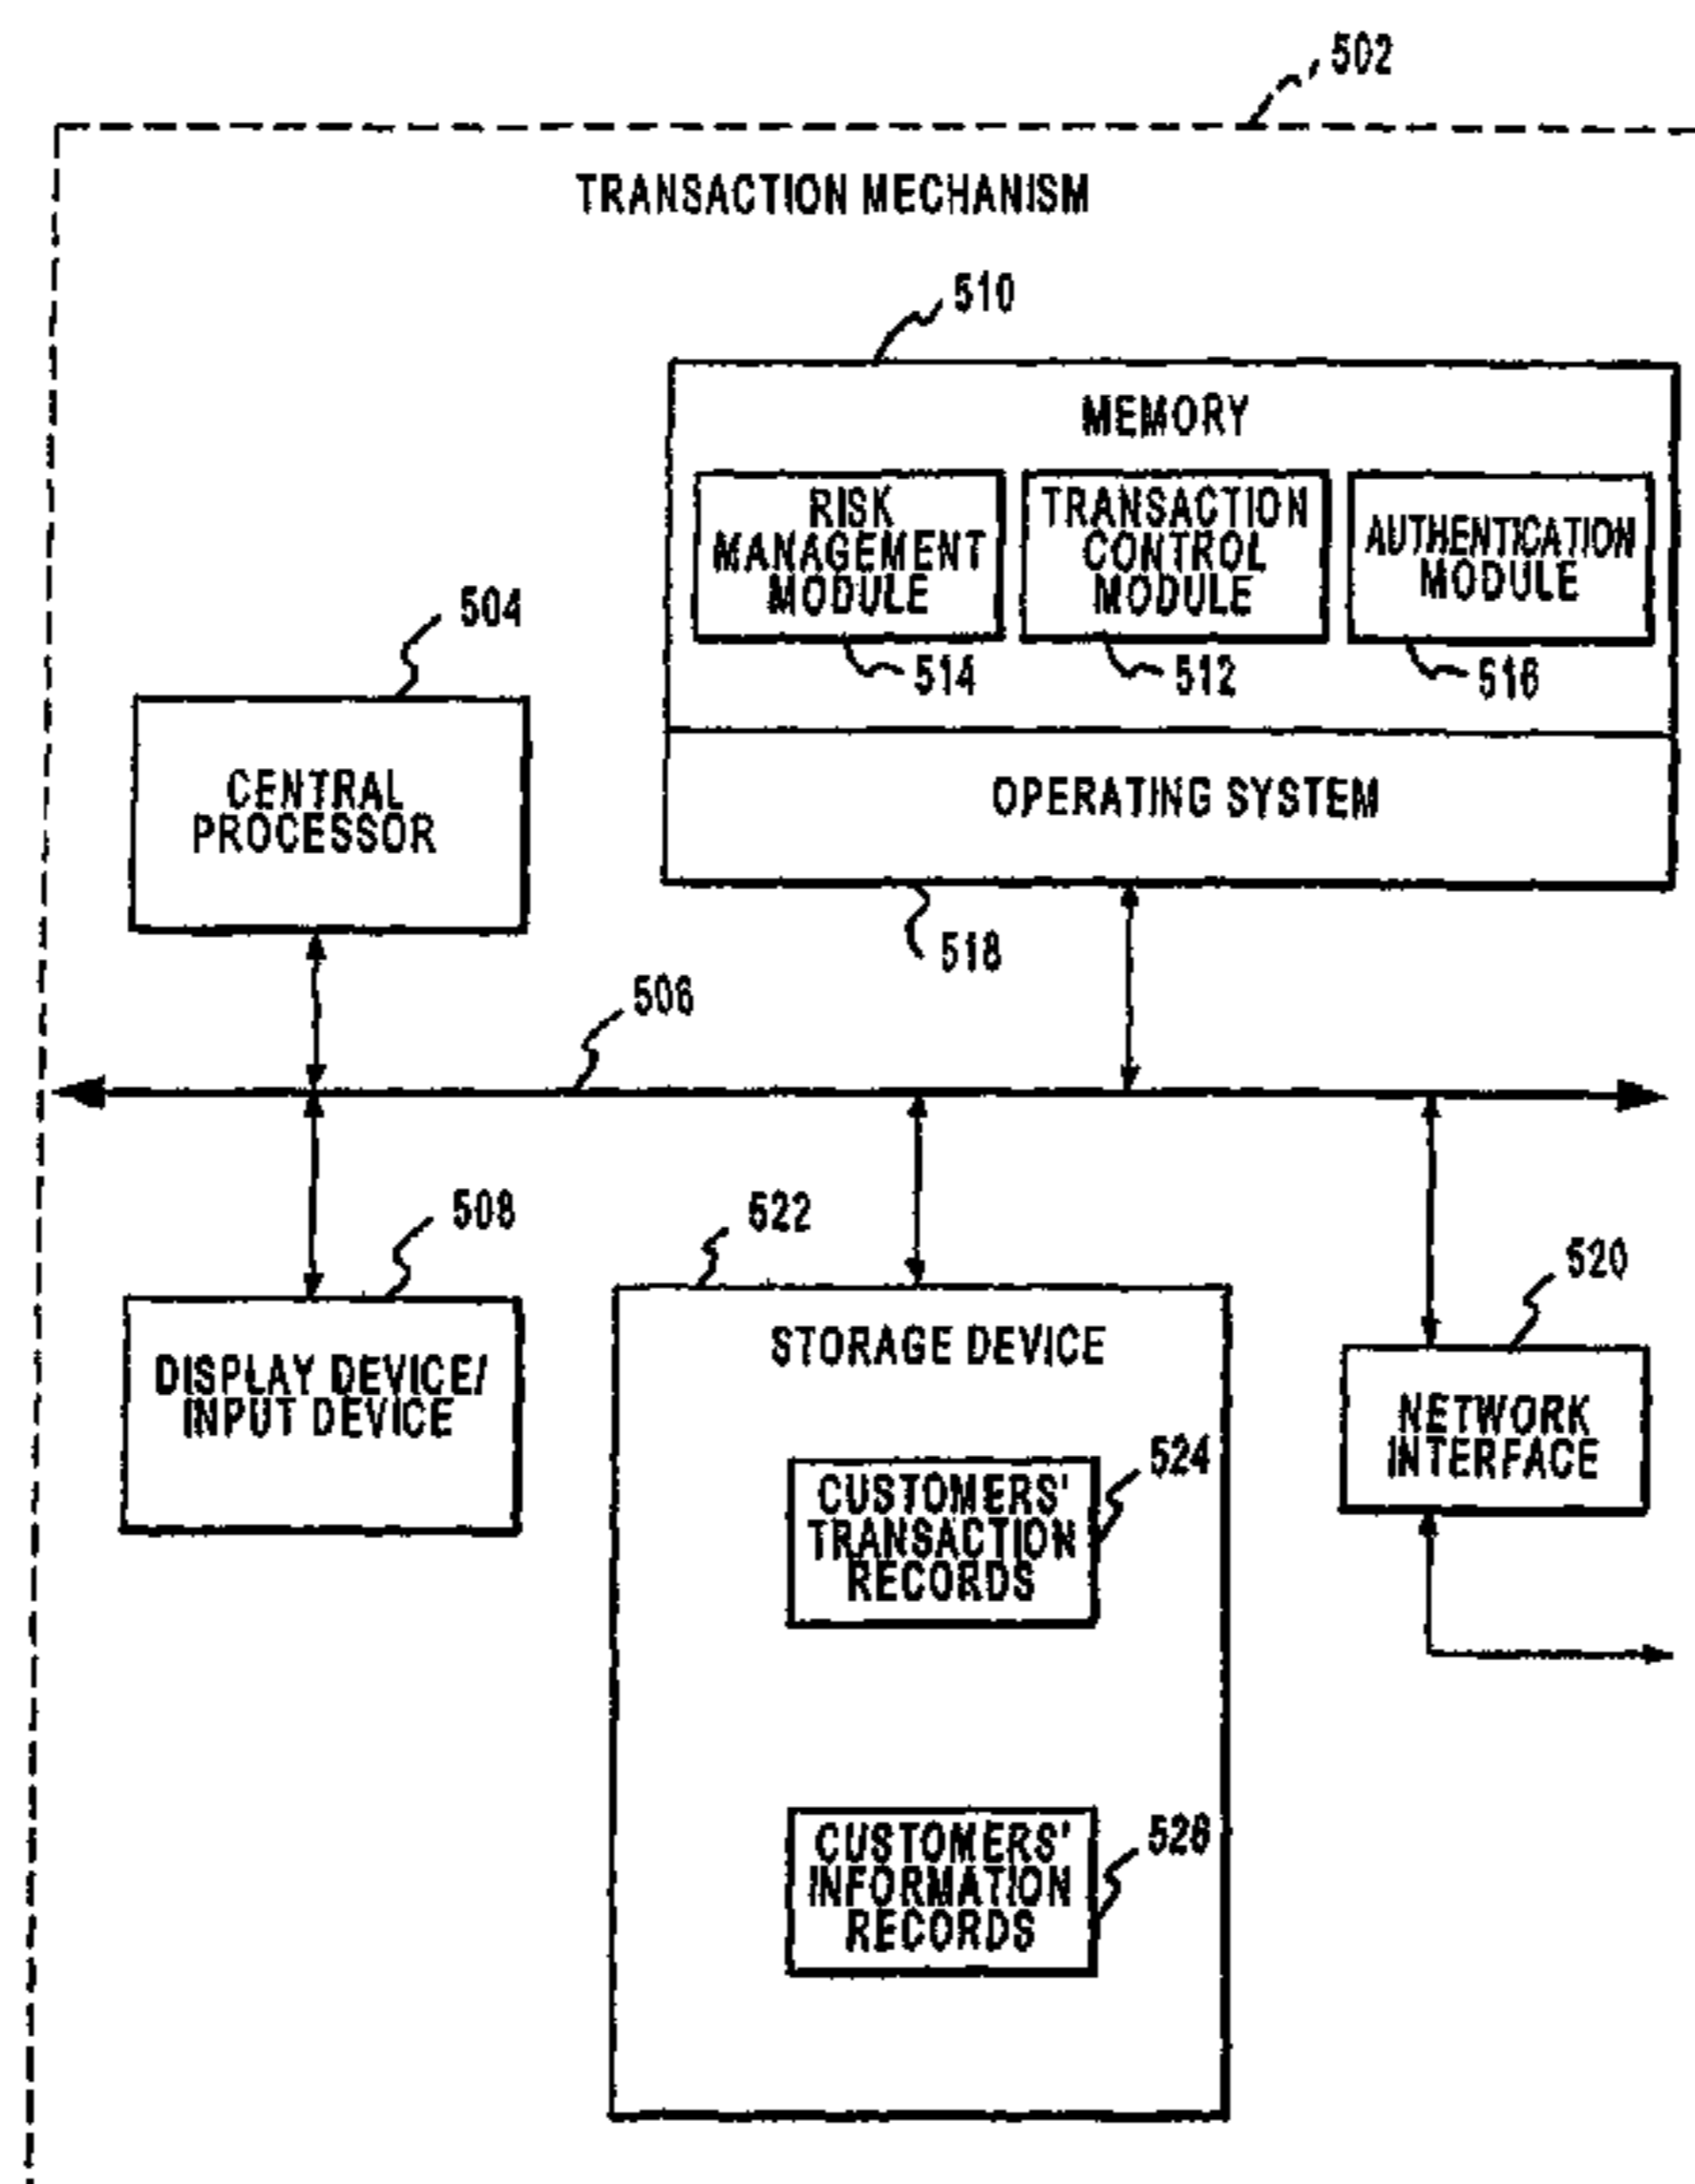 502
TRANSACTION MECHANISM
510
MEMORY
RISK
MANAGEMENT
MODULE
514
TRANSACTION
CONTROL
MODULE
512
AUTHENTICATION
MODULE
516
504
CENTRAL
PROCESSOR
OPERATING SYSTEM
518
506
508
DISPLAY DEVICE/
INPUT DEVICE
522
STORAGE DEVICE
524
CUSTOMERS'
TRANSACTION
RECORDS
526
CUSTOMERS'
INFORMATION
RECORDS
520
NETWORK
INTERFACE